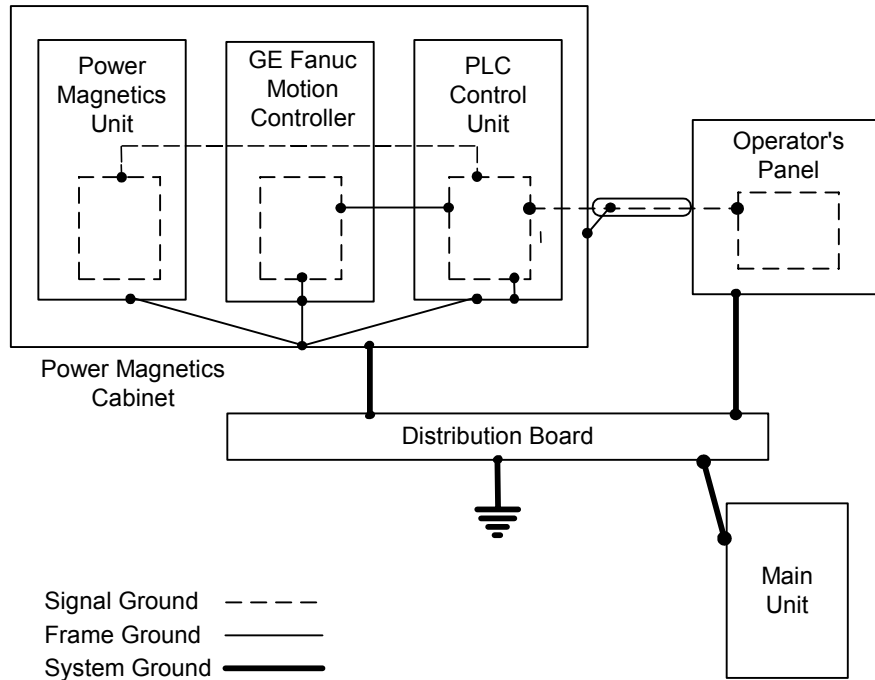 Power
Magnetics
Unit
GE Fanuc
Motion
Controller
PLC
Control
Unit
Operator's
Panel
Power Magnetics
Cabinet
Distribution Board
Main
Unit
Signal Ground
Frame Ground
System Ground